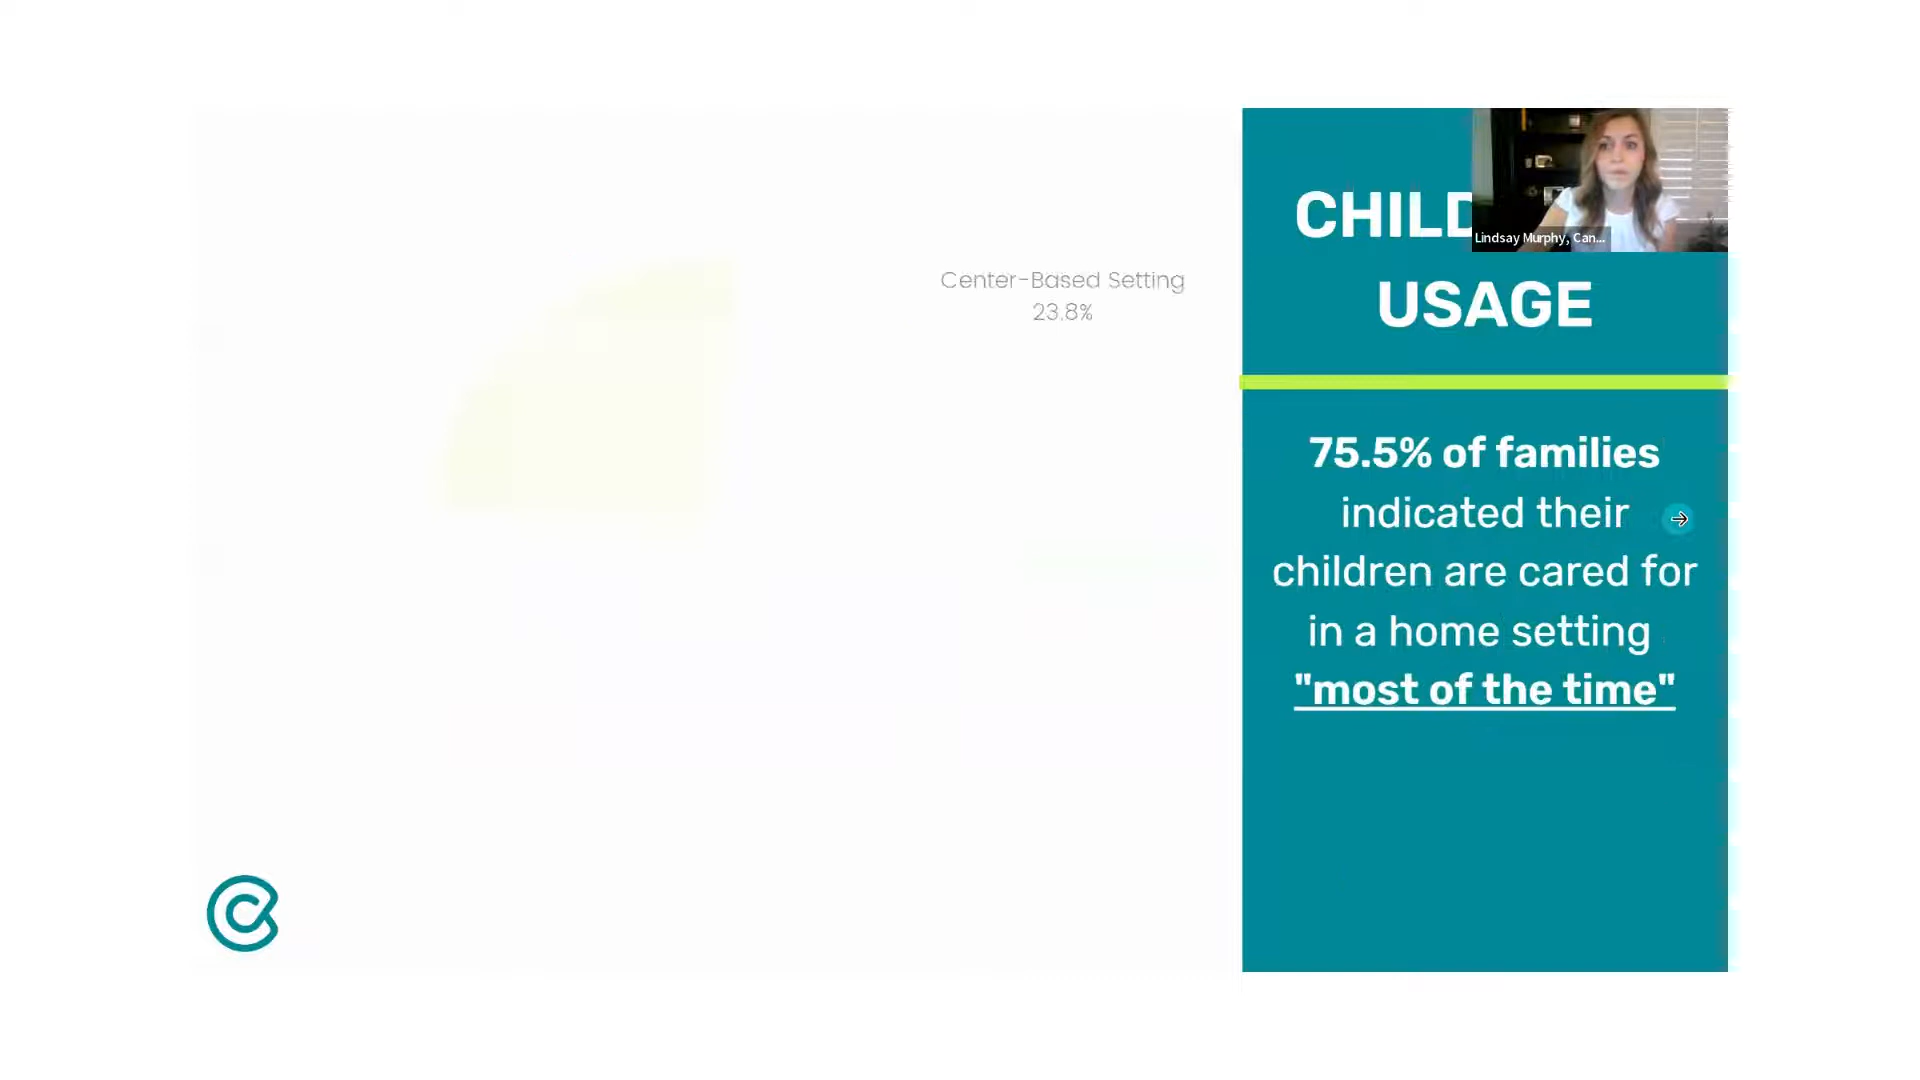 Center-Based Setting
23.8%
CHILD
USAGE
Lindsay Murphy, Can...
75.5% of families
indicated their
children are cared for
in a home setting
"most of the time"